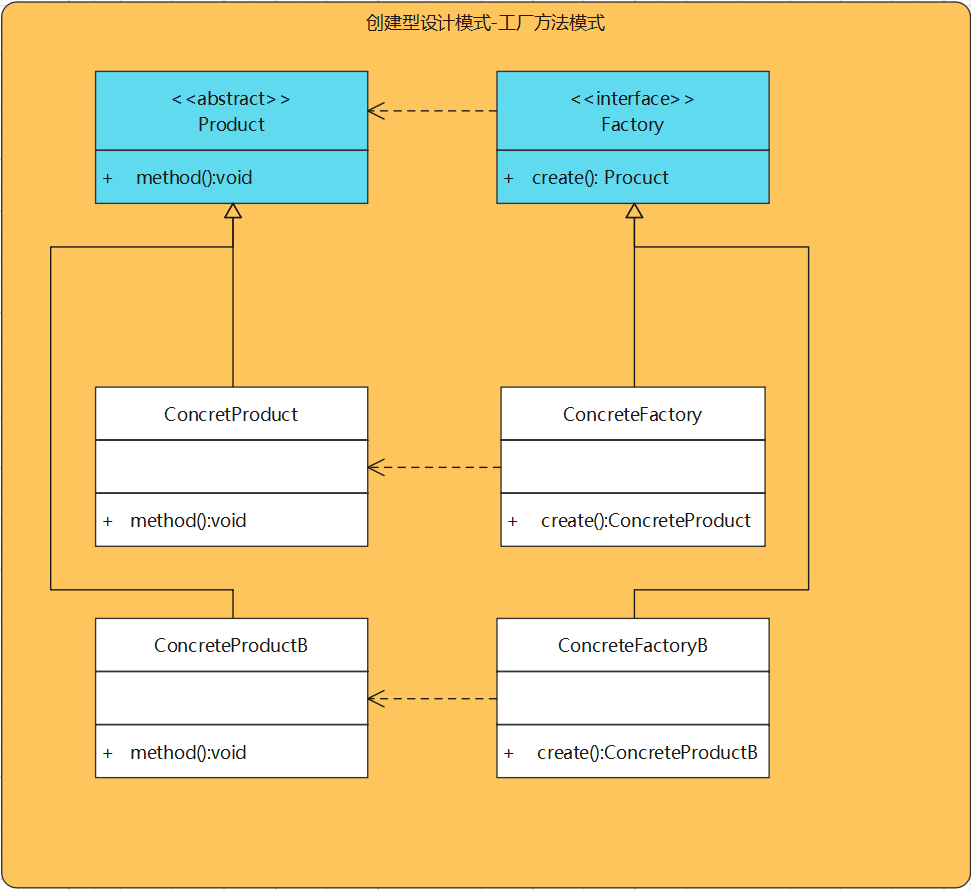 创建型设计模式-工厂方法模式
<<abstract>>
Product
+ method():void
<<interface>>
Factory
+ create(): Procuct
ConcretProduct
+ method():void
ConcreteFactory
+ create():ConcreteProduct
ConcreteProductB
+ method():void
ConcreteFactoryB
+ create():ConcreteProductB